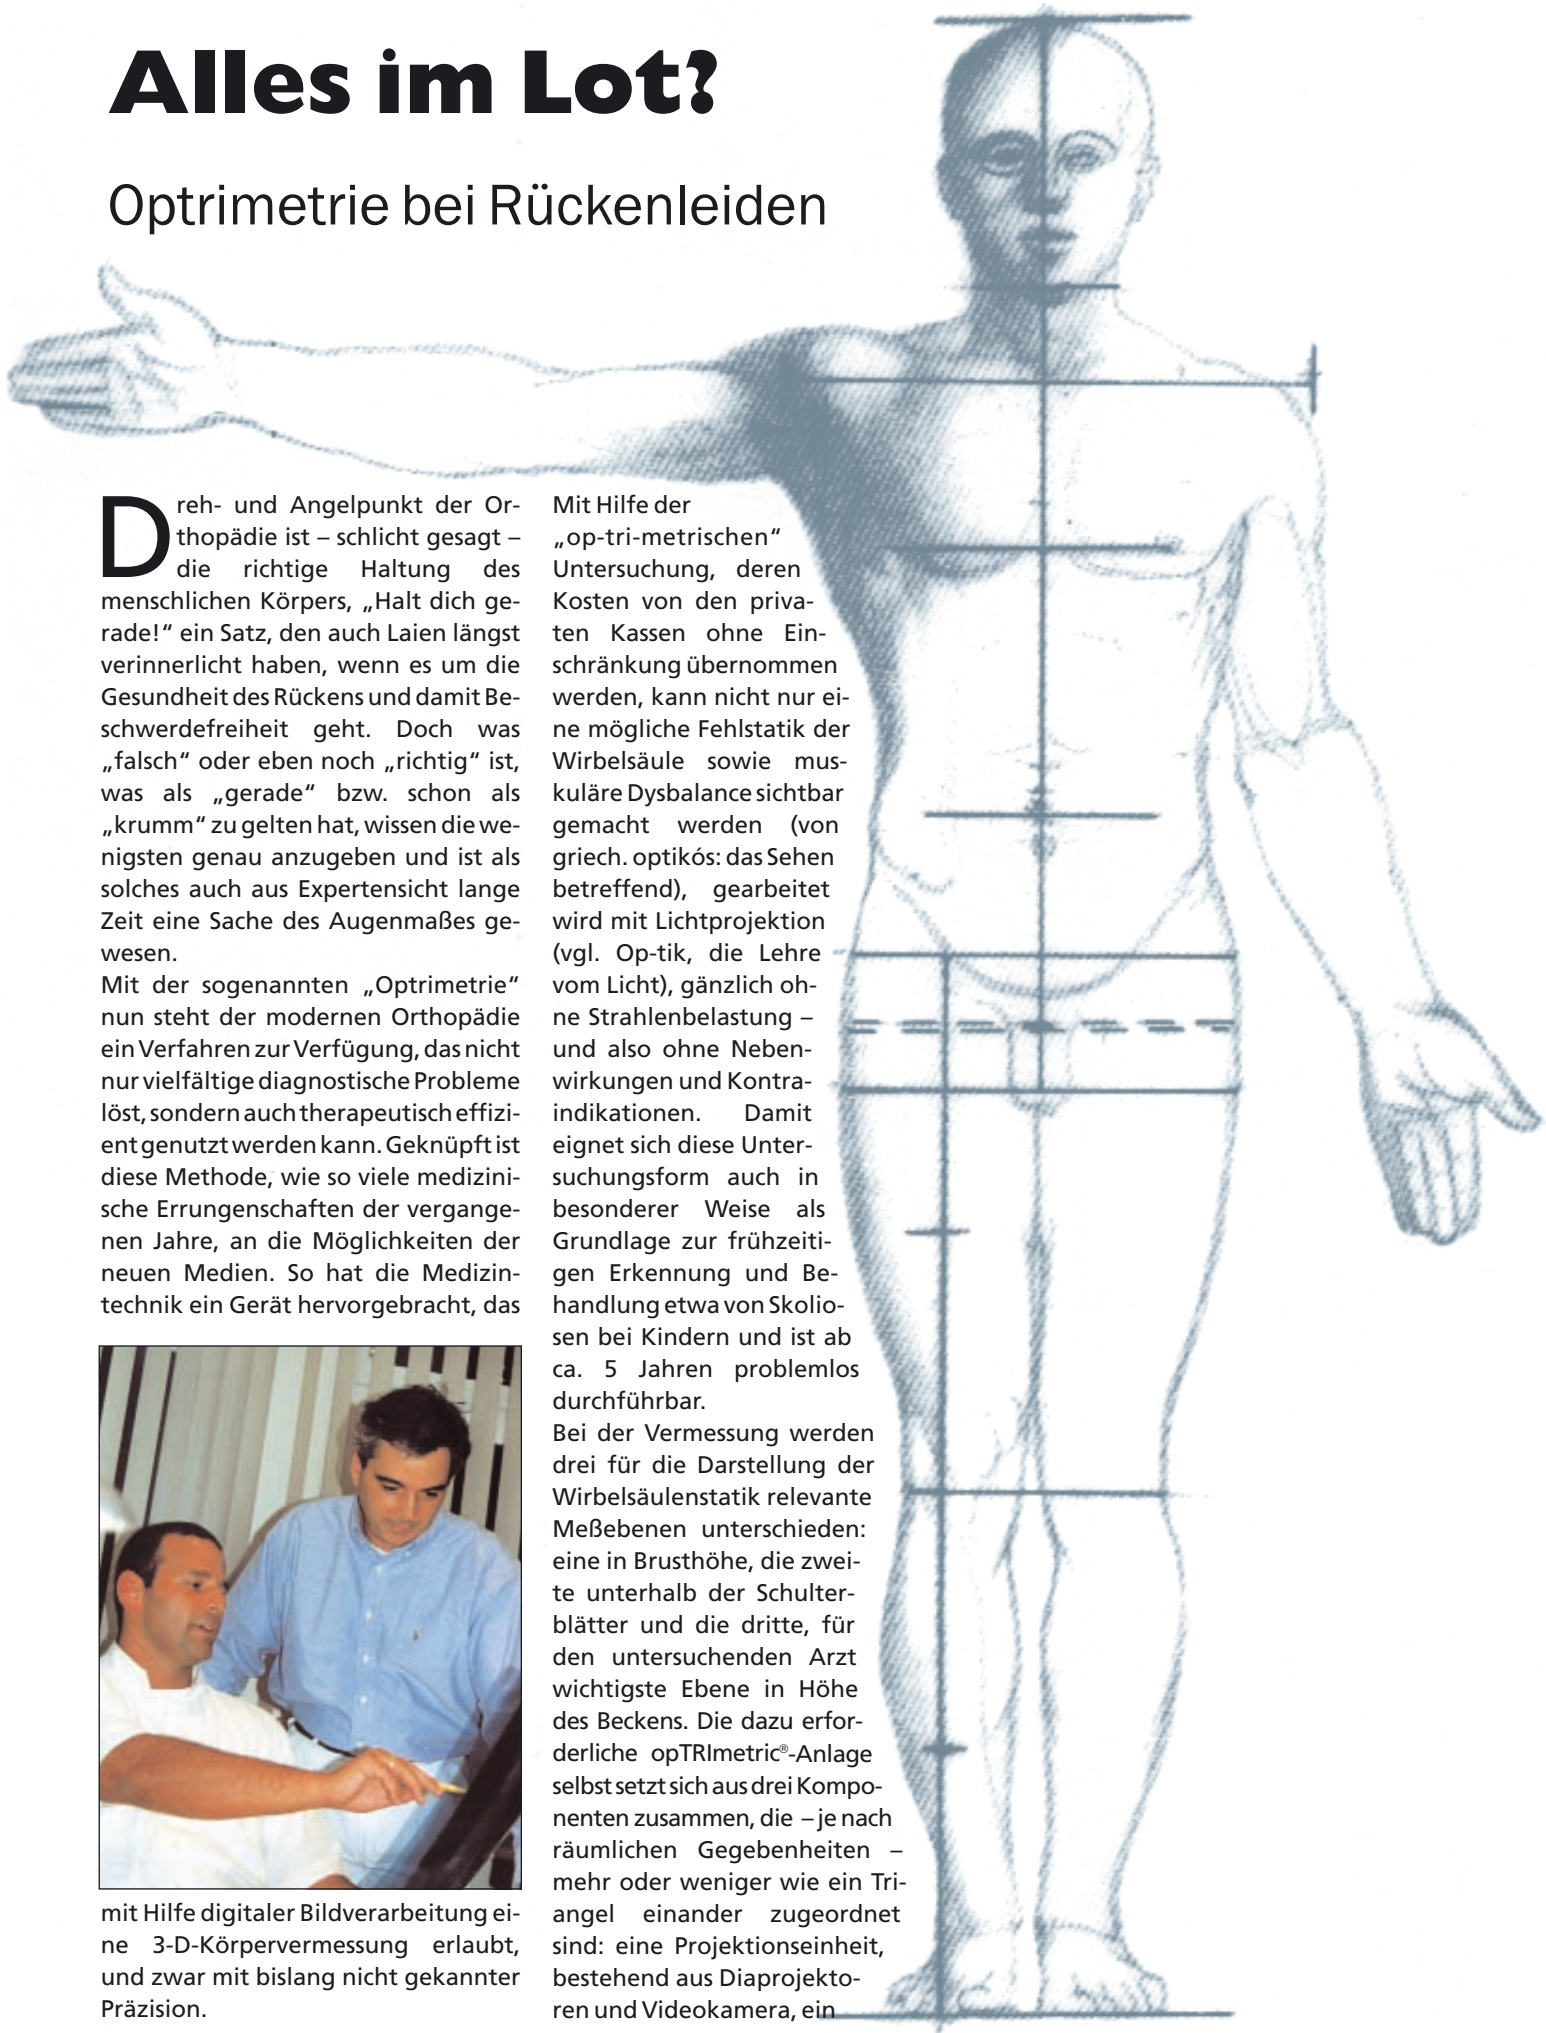 Alles im Lot?
Optrimetrie bei Rückenleiden
Dreh- und Angelpunkt der Or-
thopädie ist – schlicht gesagt –
die richtige Haltung des
menschlichen Körpers, „Halt dich ge-
rade!“ ein Satz, den auch Laien längst
verinnerlicht haben, wenn es um die
Gesundheit des Rückens und damit Be-
schwerdefreiheit geht. Doch was
„falsch“ oder eben noch „richtig“ ist,
was als „gerade“ bzw. schon als
„krumm“ zu gelten hat, wissen die we-
nigsten genau anzugeben und ist als
solches auch aus Expertensicht lange
Zeit eine Sache des Augenmaßes ge-
wesen.
Mit der sogenannten „Optrimetrie“
nun steht der modernen Orthopädie
ein Verfahren zur Verfügung, das nicht
nur vielfältige diagnostische Probleme
löst, sondern auch therapeutisch effizi-
ent genutzt werden kann. Geknüpft ist
diese Methode, wie so viele medizini-
sche Errungenschaften der vergange-
nen Jahre, an die Möglichkeiten der
neuen Medien. So hat die Medizin-
technik ein Gerät hervorgebracht, das
mit Hilfe digitaler Bildverarbeitung ei-
ne 3-D-Körpervermessung erlaubt,
und zwar mit bislang nicht gekannter
Präzision.
Mit Hilfe der
„op-tri-metrischen“
Untersuchung, deren
Kosten von den priva-
ten Kassen ohne Ein-
schränkung übernommen
werden, kann nicht nur ei-
ne mögliche Fehlstatik der
Wirbelsäule sowie mus-
kuläre Dysbalance sichtbar
gemacht werden (von
griech. optikós: das Sehen
betreffend), gearbeitet
wird mit Lichtprojektion
(vgl. Op-tik, die Lehre
vom Licht), gänzlich oh-
ne Strahlenbelastung –
und also ohne Neben-
wirkungen und Kontra-
indikationen. Damit
eignet sich diese Unter-
suchungsform auch in
besonderer Weise als
Grundlage zur frühzeiti-
gen Erkennung und Be-
handlung etwa von Skolio-
sen bei Kindern und ist ab
ca. 5 Jahren problemlos
durchführbar.
Bei der Vermessung werden
drei für die Darstellung der
Wirbelsäulenstatik relevante
Meßebenen unterschieden:
eine in Brusthöhe, die zwei-
te unterhalb der Schulter-
blätter und die dritte, für
den untersuchenden Arzt
wichtigste Ebene in Höhe
des Beckens. Die dazu erfor-
derliche opTRImetric®-Anlage
selbst setzt sich aus drei Kompo-
nenten zusammen, die – je nach
räumlichen Gegebenheiten –
mehr oder weniger wie ein Tri-
angel einander zugeordnet
sind: eine Projektionseinheit,
bestehend aus Diaprojekto-
ren und Videokamera, ein